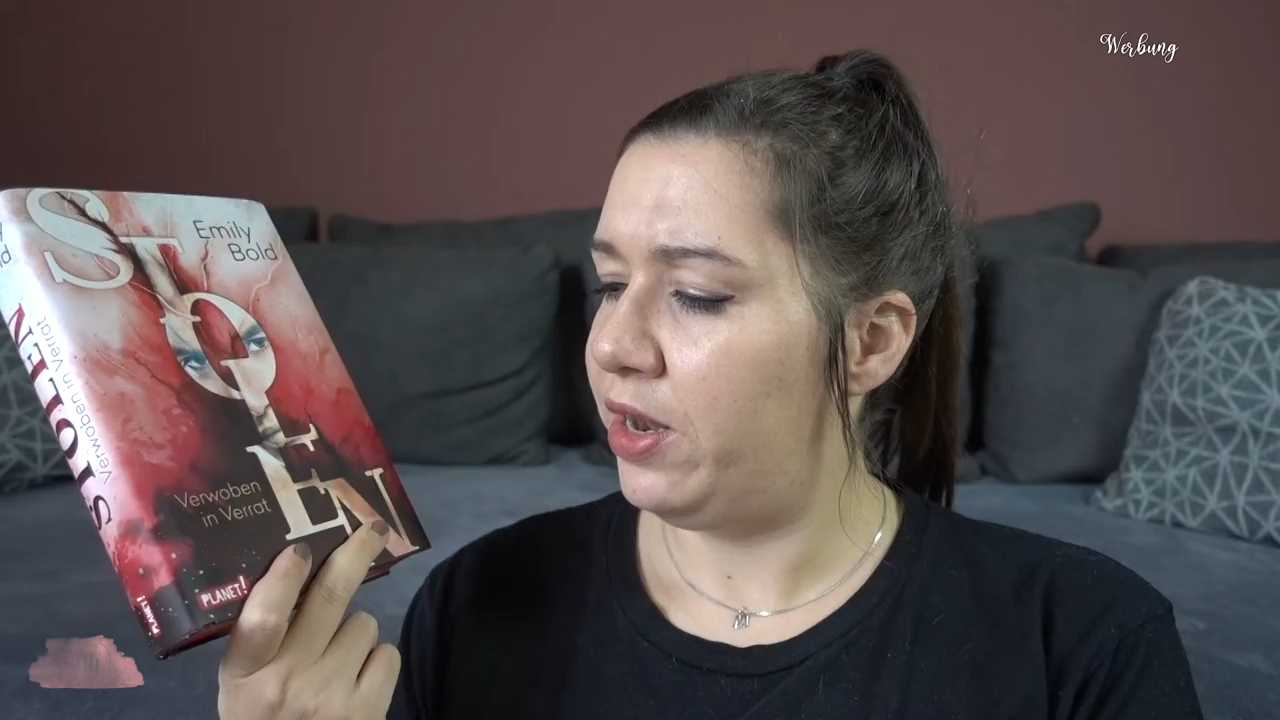 Werbung
STOLEN
Emily
Bold
Verwoben
in Verrat
PLANET!
STOLEN
Verwoben in Verrat
PLANET!